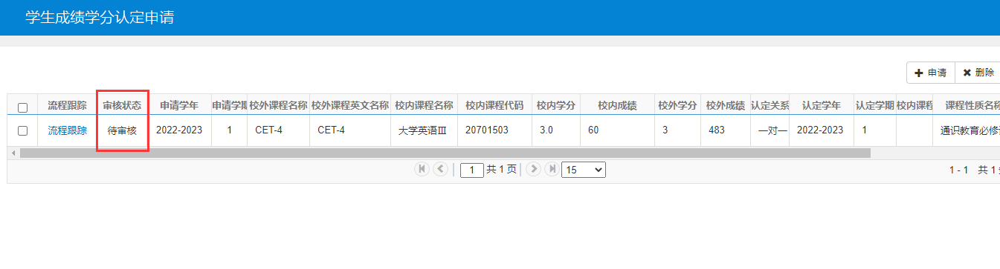 学生成绩学分认定申请
申请 删除
流程跟踪 审核状态 申请学年 申请学期 校外课程名称 校外课程英文名称 校内课程名称 校内课程代码 校内学分 校内成绩 校外学分 校外成绩 认定关系 认定学年 认定学期 校内课程 课程性质名称
流程跟踪 待审核 2022-2023 1 CET-4 CET-4 大学英语Ⅲ 20701503 3.0 60 3 483 一对一 2022-2023 1 通识教育必修
1 共 1 页 15 1 - 1 共 1